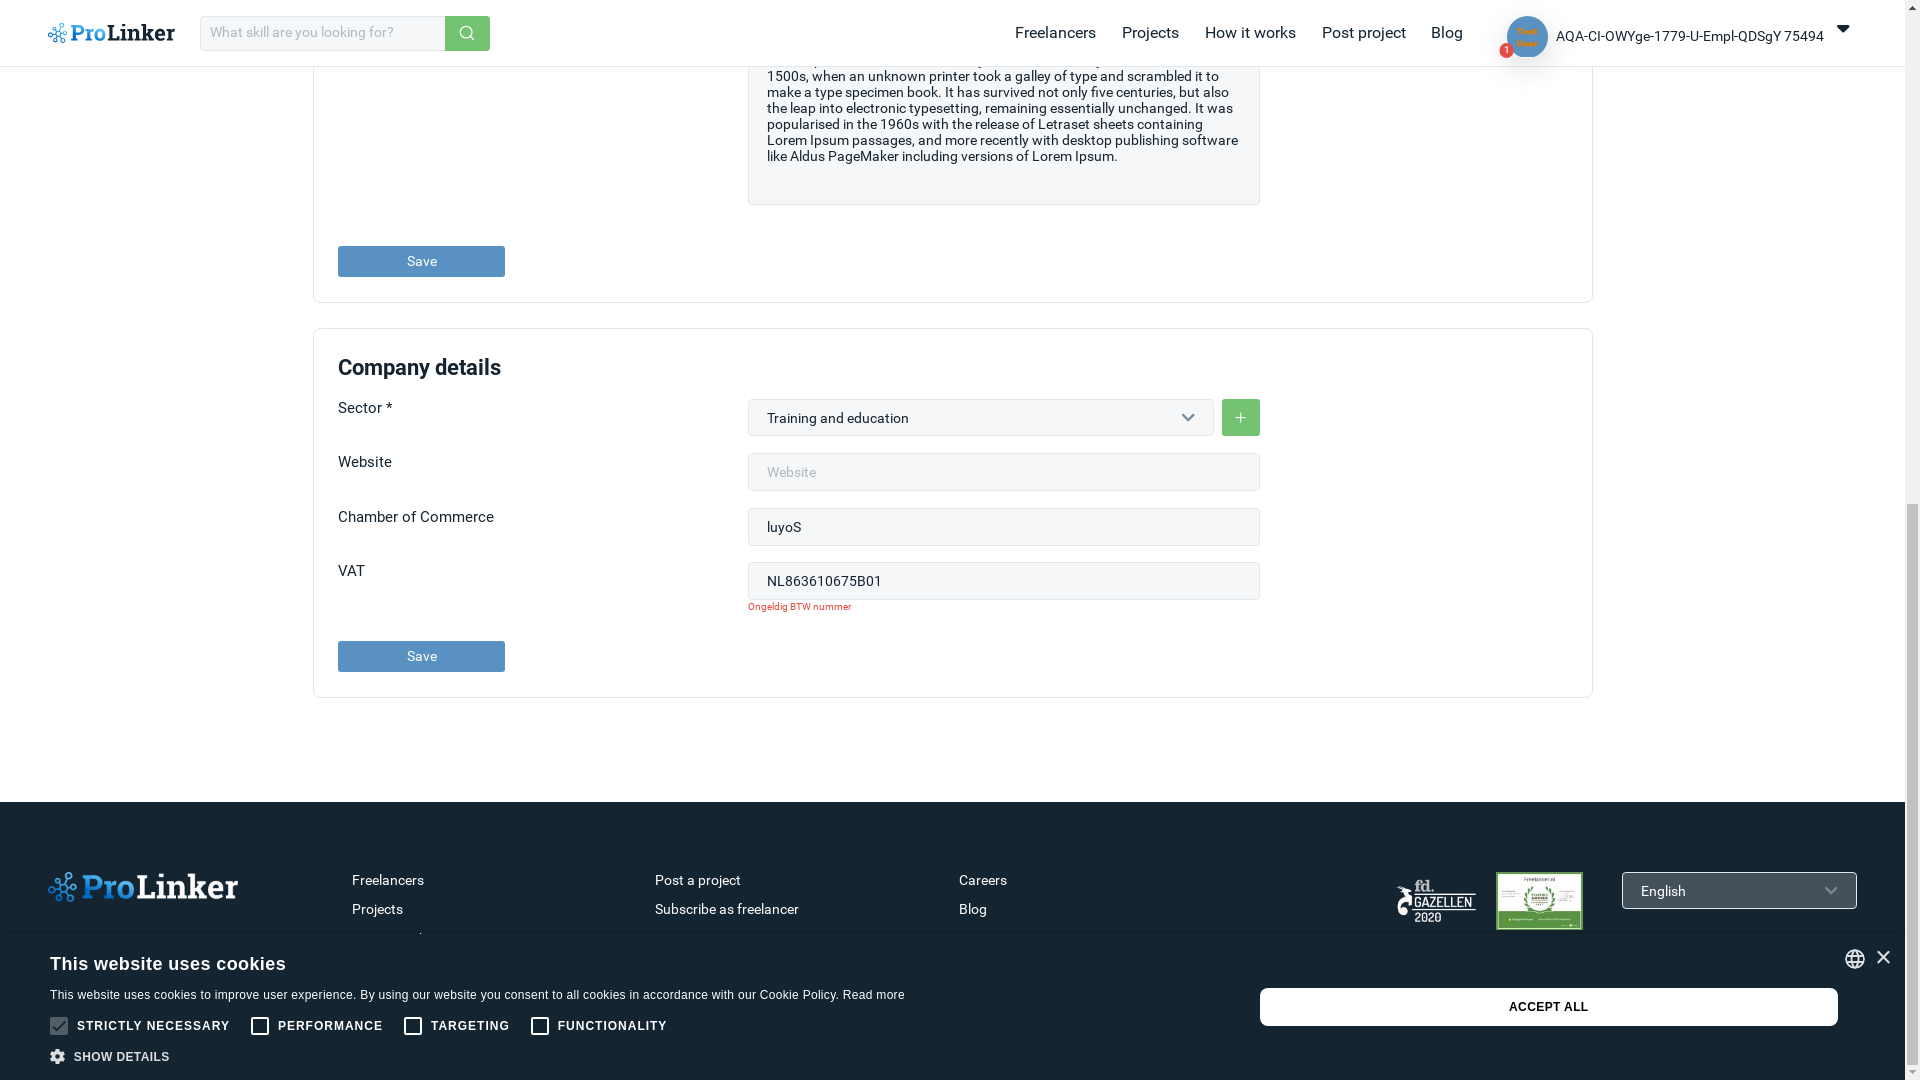 ProLinker
What skill are you looking for?
Freelancers
Projects
How it works
Post project
Blog
1
AQA-CI-OWYge-1779-U-Empl-QDSgY 75494
1500s, when an unknown printer took a galley of type and scrambled it to
make a type specimen book. It has survived not only five centuries, but also
the leap into electronic typesetting, remaining essentially unchanged. It was
popularised in the 1960s with the release of Letraset sheets containing
Lorem Ipsum passages, and more recently with desktop publishing software
like Aldus PageMaker including versions of Lorem Ipsum.
Save
Company details
Sector *
Training and education
Website
Website
Chamber of Commerce
luyoS
VAT
NL863610675B01
Ongeldig BTW nummer
Save
ProLinker
Freelancers
Projects
Post a project
Subscribe as freelancer
Careers
Blog
fd.
GAZELLEN
2020
Freelancer.nl
English
This website uses cookies
This website uses cookies to improve user experience. By using our website you consent to all cookies in accordance with our Cookie Policy. Read more
STRICTLY NECESSARY
PERFORMANCE
TARGETING
FUNCTIONALITY
SHOW DETAILS
ACCEPT ALL